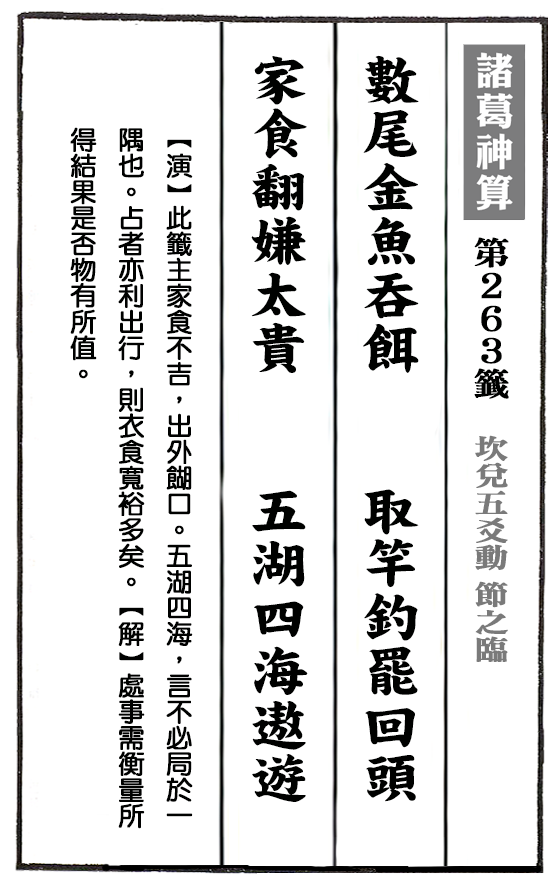 諸葛神算 第263籤 坎兌五爻動 節之臨
數尾金魚吞餌 取竿釣罷回頭
家食翻嫌太貴 五湖四海遨遊
【演】此籤主家食不吉，出外餬口。五湖四海，言不必局於一
隅也。占者亦利出行，則衣食寬裕多矣。【解】處事需衡量所
得結果是否物有所值。